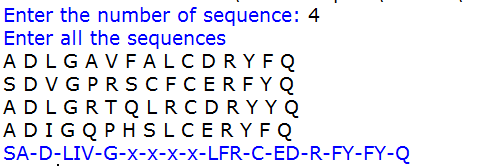 Enter the number of sequence: 4
Enter all the sequences
A D L G A V F A L C D R Y F Q
S D V G P R S C F C E R F Y Q
A D L G R T Q L R C D R Y Y Q
A D I G Q P H S L C E R Y F Q
SA-D-LIV-G-x-x-x-x-LFR-C-ED-R-FY-FY-Q